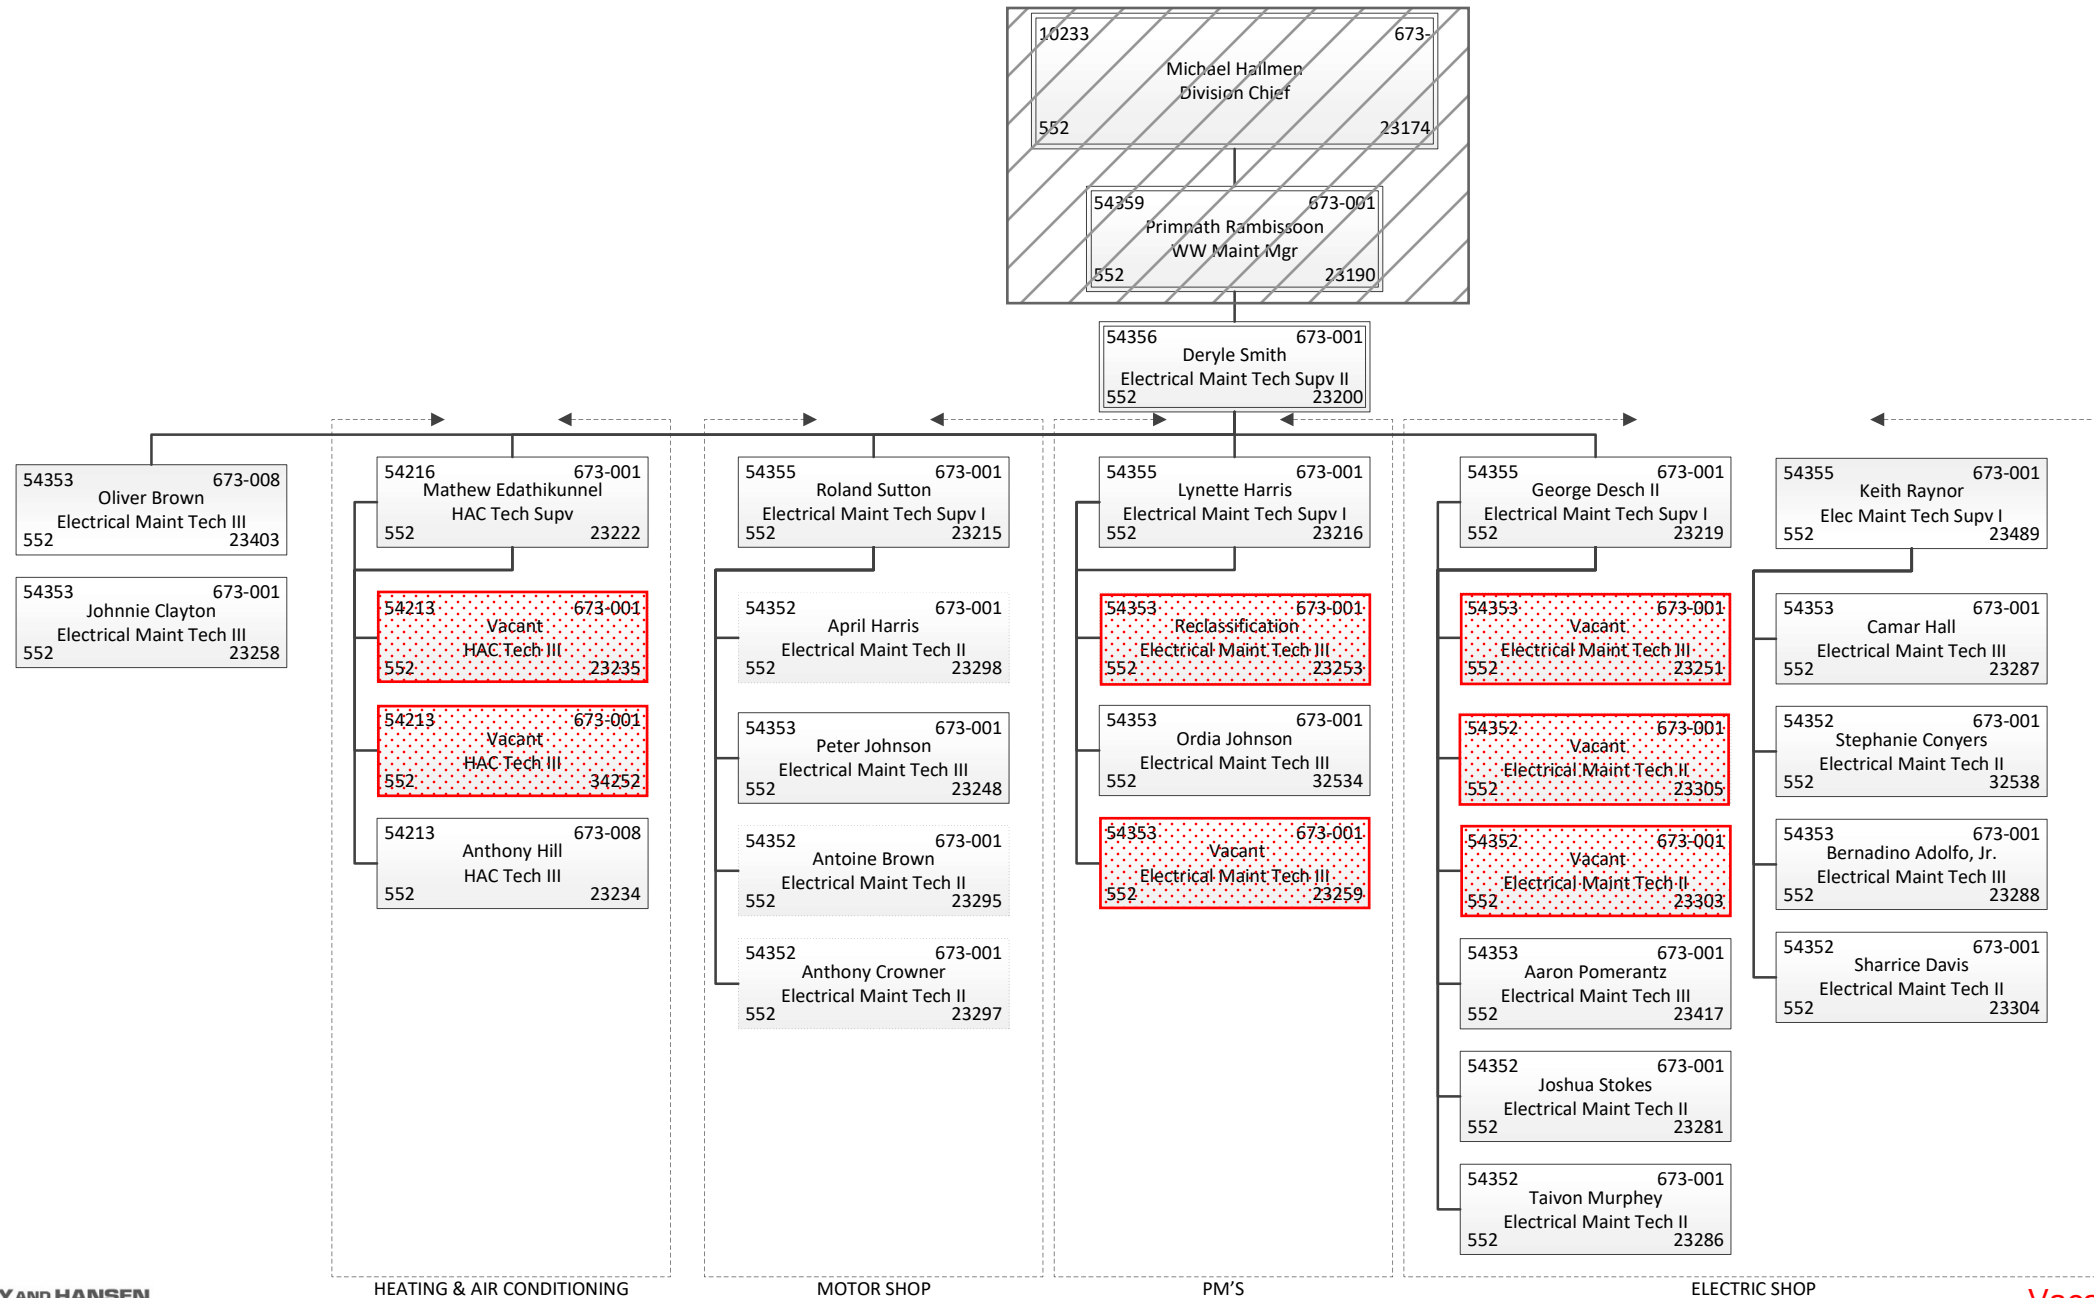 10233 673-
Michael Hallmen
Division Chief
552 23174
54359 673-001
Primnath Rambissoon
WW Maint Mgr
552 23190
54356 673-001
Deryle Smith
Electrical Maint Tech Supv II
552 23200
54353 673-008
Oliver Brown
Electrical Maint Tech III
552 23403
54353 673-001
Johnnie Clayton
Electrical Maint Tech III
552 23258
54216 673-001
Mathew Edathikunnel
HAC Tech Supv
552 23222
54213 673-001
Vacant
HAC Tech III
552 23235
54213 673-001
Vacant
HAC Tech III
552 34252
54213 673-008
Anthony Hill
HAC Tech III
552 23234
HEATING & AIR CONDITIONING
54355 673-001
Roland Sutton
Electrical Maint Tech Supv I
552 23215
54352 673-001
April Harris
Electrical Maint Tech II
552 23298
54353 673-001
Peter Johnson
Electrical Maint Tech III
552 23248
54352 673-001
Antoine Brown
Electrical Maint Tech II
552 23295
54352 673-001
Anthony Crowner
Electrical Maint Tech II
552 23297
MOTOR SHOP
54355 673-001
Lynette Harris
Electrical Maint Tech Supv I
552 23216
54353 673-001
Reclassification
Electrical Maint Tech III
552 23253
54353 673-001
Ordia Johnson
Electrical Maint Tech III
552 32534
54353 673-001
Vacant
Electrical Maint Tech III
552 23259
PM'S
54355 673-001
George Desch II
Electrical Maint Tech Supv I
552 23219
54353 673-001
Vacant
Electrical Maint Tech III
552 23251
54352 673-001
Vacant
Electrical Maint Tech II
552 23305
54352 673-001
Vacant
Electrical Maint Tech II
552 23303
54353 673-001
Aaron Pomerantz
Electrical Maint Tech III
552 23417
54352 673-001
Joshua Stokes
Electrical Maint Tech II
552 23281
54352 673-001
Taivon Murphey
Electrical Maint Tech II
552 23286
54355 673-001
Keith Raynor
Elec Maint Tech Supv I
552 23489
54353 673-001
Camar Hall
Electrical Maint Tech III
552 23287
54352 673-001
Stephanie Conyers
Electrical Maint Tech II
552 32538
54353 673-001
Bernadino Adolfo, Jr.
Electrical Maint Tech III
552 23288
54352 673-001
Sharrice Davis
Electrical Maint Tech II
552 23304
ELECTRIC SHOP
AND HANSEN